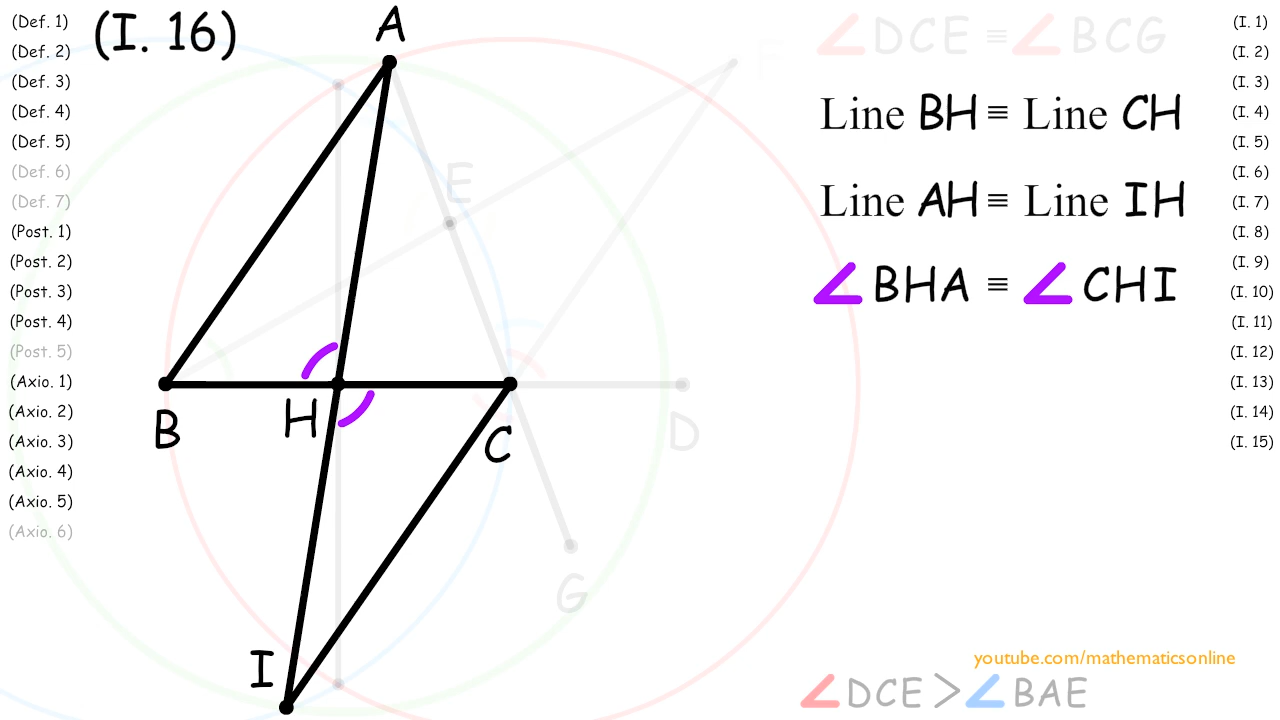 (Def. 1)
(Def. 2)
(Def. 3)
(Def. 4)
(Def. 5)
(Def. 6)
(Def. 7)
(Post. 1)
(Post. 2)
(Post. 3)
(Post. 4)
(Post. 5)
(Axio. 1)
(Axio. 2)
(Axio. 3)
(Axio. 4)
(Axio. 5)
(Axio. 6)
(I. 16)
A
E
F
B
H
C
D
G
I
∠DCE ≡ ∠BCG
Line BH ≡ Line CH
Line AH ≡ Line IH
∠BHA ≡ ∠CHI
(I. 1)
(I. 2)
(I. 3)
(I. 4)
(I. 5)
(I. 6)
(I. 7)
(I. 8)
(I. 9)
(I. 10)
(I. 11)
(I. 12)
(I. 13)
(I. 14)
(I. 15)
youtube.com/mathematicsonline
∠DCE > ∠BAE